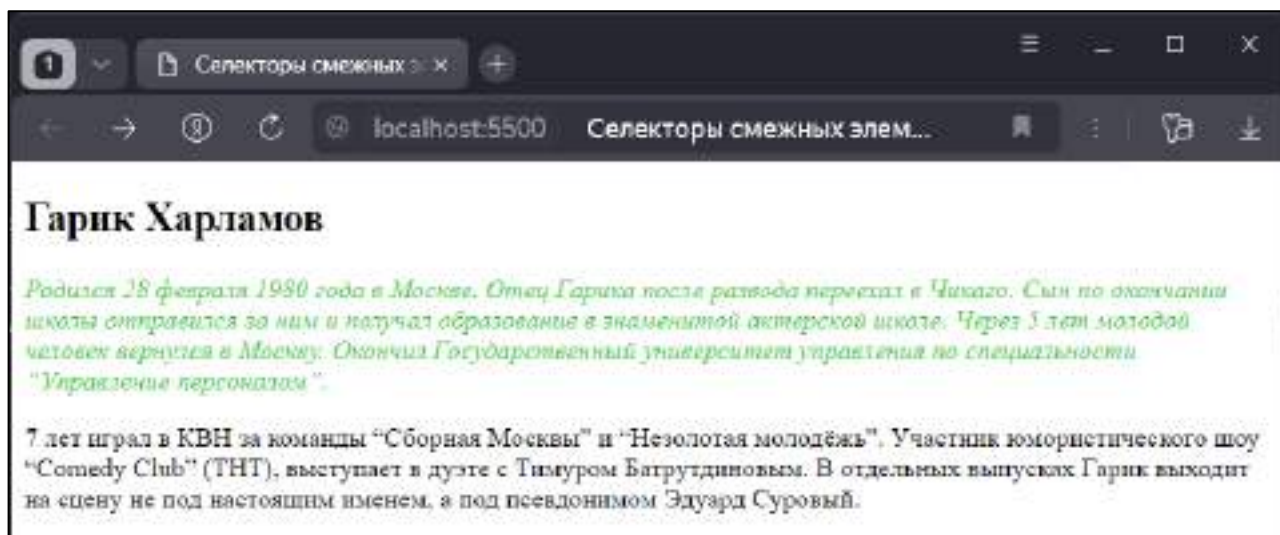 1
Селекторы смежных э
localhost:5500 Селекторы смежных элем...
Гарик Харламов
Родился 28 февраля 1980 года в Москве. Отец Гарика после развода переехал в Чикаго. Сын по окончании
школы отправился за ним и получал образование в знаменитой актерской школе. Через 5 лет молодой
человек вернулся в Москву. Окончил Государственный университет управления по специальности
“Управление персоналом”.
7 лет играл в КВН за команды “Сборная Москвы” и “Незолотая молодёжь”. Участник юмористического шоу
“Comedy Club” (ТНТ), выступает в дуэте с Тимуром Батрутдиновым. В отдельных выпусках Гарик выходит
на сцену не под настоящим именем, а под псевдонимом Эдуард Суровый.